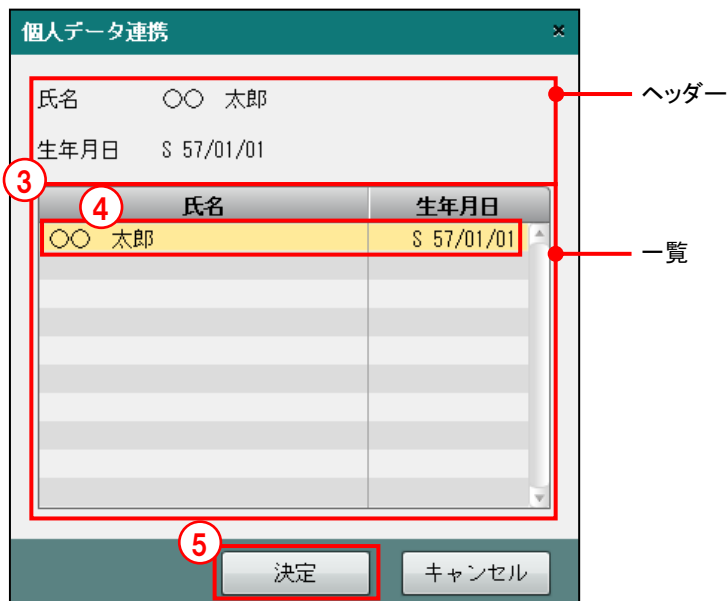 個人データ連携 ×
氏名 ○○ 太郎 ヘッダー
生年月日 S 57/01/01
③
④ 氏名 生年月日
○○ 太郎 S 57/01/01
一覧
⑤
決定 キャンセル